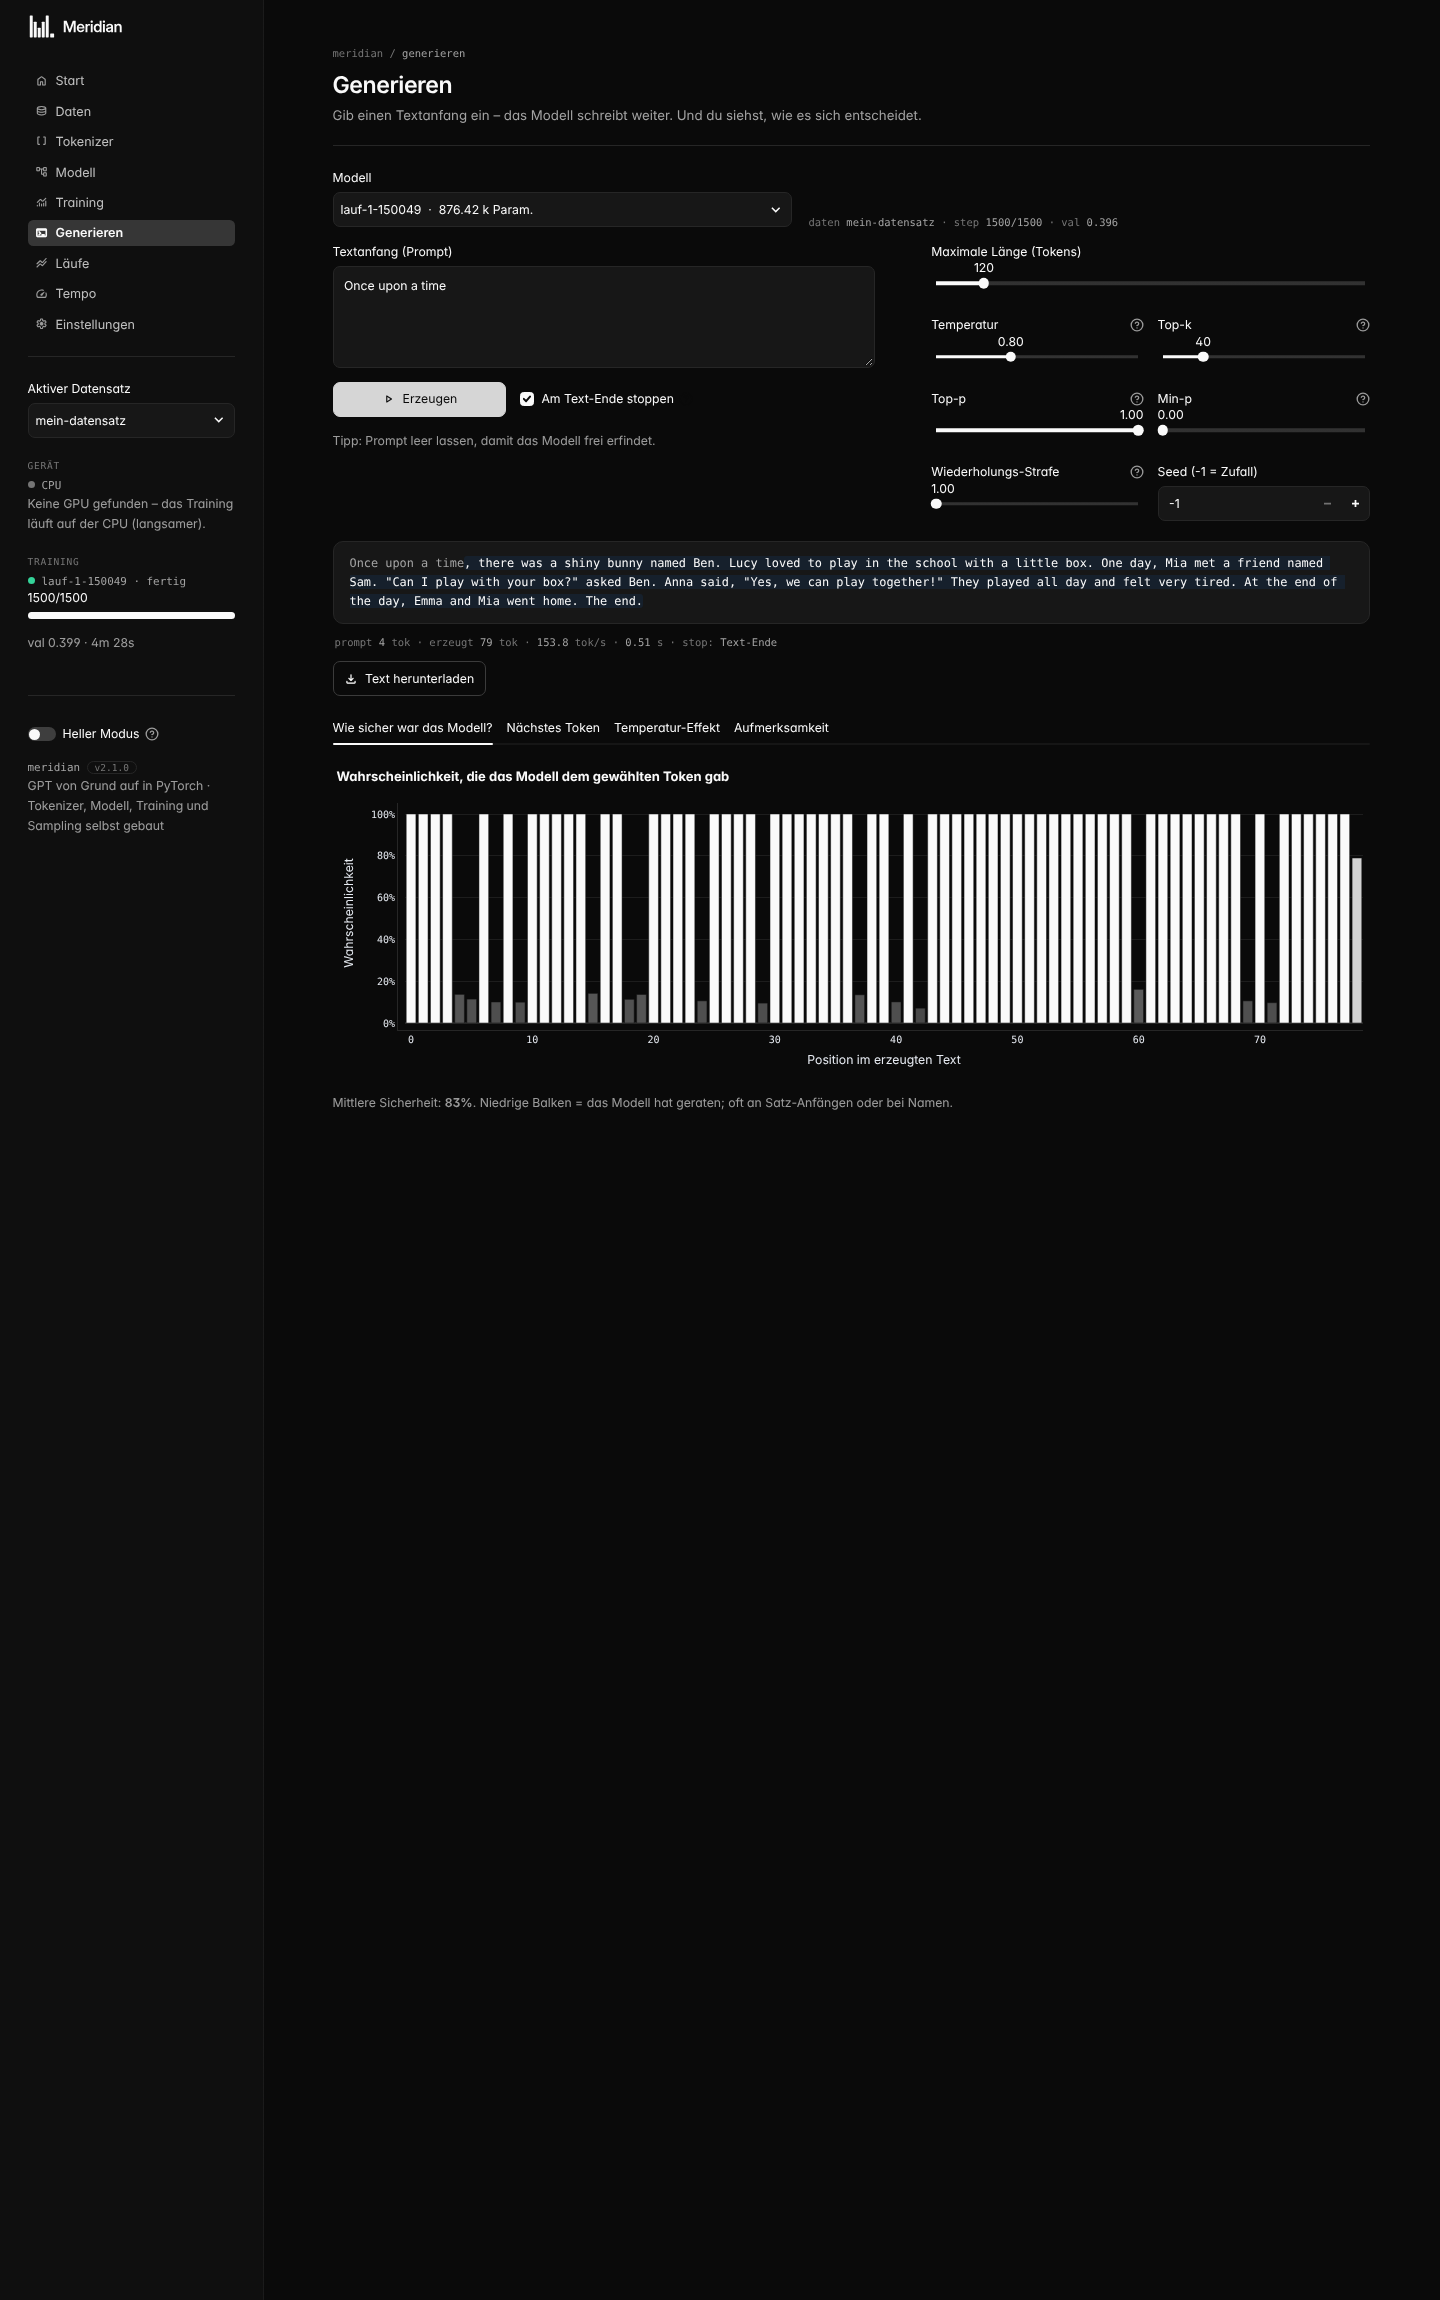 Meridian
Start
Daten
Tokenizer
Modell
Training
Generieren
Läufe
Tempo
Einstellungen
Aktiver Datensatz
mein-datensatz
GERÄT
CPU
Keine GPU gefunden – das Training
läuft auf der CPU (langsamer).
TRAINING
lauf-1-150049 · fertig
1500/1500
val 0.399 · 4m 28s
Heller Modus
meridian v2.1.0
GPT von Grund auf in PyTorch ·
Tokenizer, Modell, Training und
Sampling selbst gebaut
meridian / generieren
Generieren
Gib einen Textanfang ein – das Modell schreibt weiter. Und du siehst, wie es sich entscheidet.
Modell
lauf-1-150049 · 876.42 k Param.
daten mein-datensatz · step 1500/1500 · val 0.396
Textanfang (Prompt)
Once upon a time
Erzeugen
Am Text-Ende stoppen
Tipp: Prompt leer lassen, damit das Modell frei erfindet.
Maximale Länge (Tokens)
120
Temperatur
0.80
Top-k
40
Top-p
1.00
Min-p
0.00
Wiederholungs-Strafe
1.00
Seed (-1 = Zufall)
-1
Once upon a time, there was a shiny bunny named Ben. Lucy loved to play in the school with a little box. One day, Mia met a friend named
Sam. "Can I play with your box?" asked Ben. Anna said, "Yes, we can play together!" They played all day and felt very tired. At the end of
the day, Emma and Mia went home. The end.
prompt 4 tok · erzeugt 79 tok · 153.8 tok/s · 0.51 s · stop: Text-Ende
Text herunterladen
Wie sicher war das Modell? Nächstes Token Temperatur-Effekt Aufmerksamkeit
Wahrscheinlichkeit, die das Modell dem gewählten Token gab
Wahrscheinlichkeit
100%
80%
60%
40%
20%
0%
0 10 20 30 40 50 60 70
Position im erzeugten Text
Mittlere Sicherheit: 83%. Niedrige Balken = das Modell hat geraten; oft an Satz-Anfängen oder bei Namen.